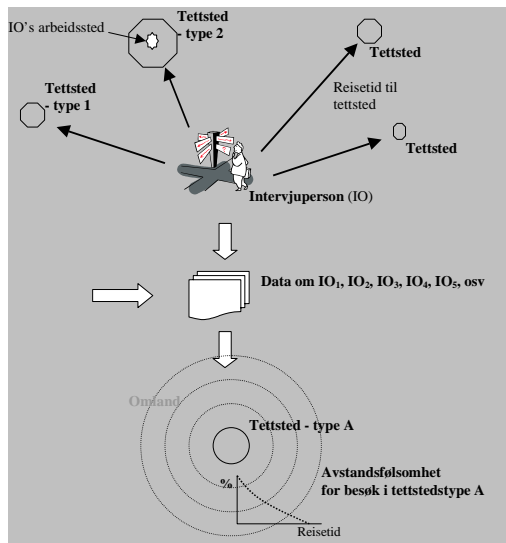 IO's arbeidssted
Tettsted
- type 2
Tettsted
Reisetid til
tettsted
Tettsted
- type 1
Tettsted
Intervjuperson (IO)
Data om IO₁, IO₂, IO₃, IO₄, IO₅, osv
Omland
Tettsted - type A
Avstandsfølsomhet
for besøk i tettstedstype A
%
Reisetid